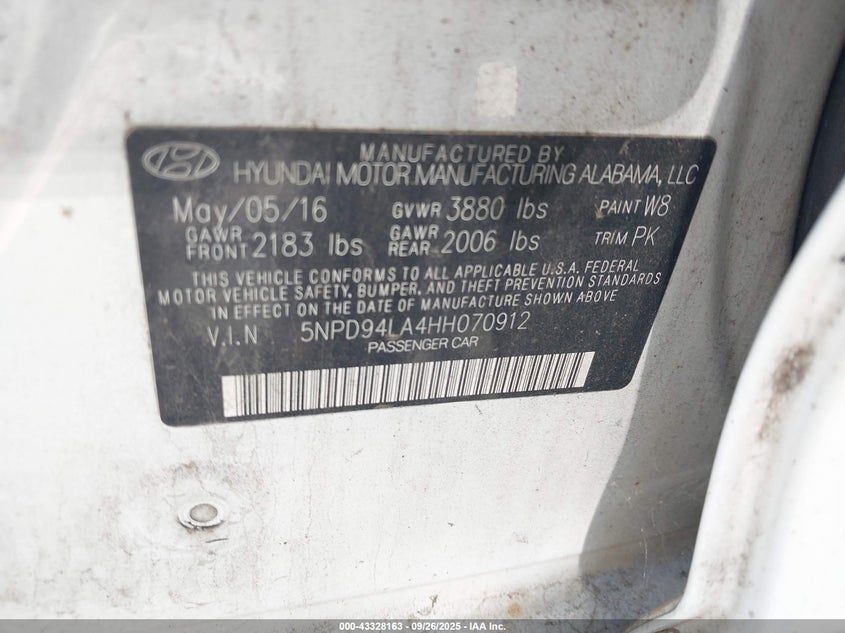 MANUFACTURED BY
HYUNDAI MOTOR MANUFACTURING ALABAMA, LLC
May/05/16 GVWR 3880 lbs PAINT W8
GAWR FRONT 2183 lbs GAWR REAR 2006 lbs TRIM PK
THIS VEHICLE CONFORMS TO ALL APPLICABLE U.S.A. FEDERAL
MOTOR VEHICLE SAFETY, BUMPER, AND THEFT PREVENTION STANDARDS
IN EFFECT ON THE DATE OF MANUFACTURE SHOWN ABOVE
V.I.N 5NPD94LA4HH070912
PASSENGER CAR
000-43328163 - 09/26/2025 - IAA Inc.